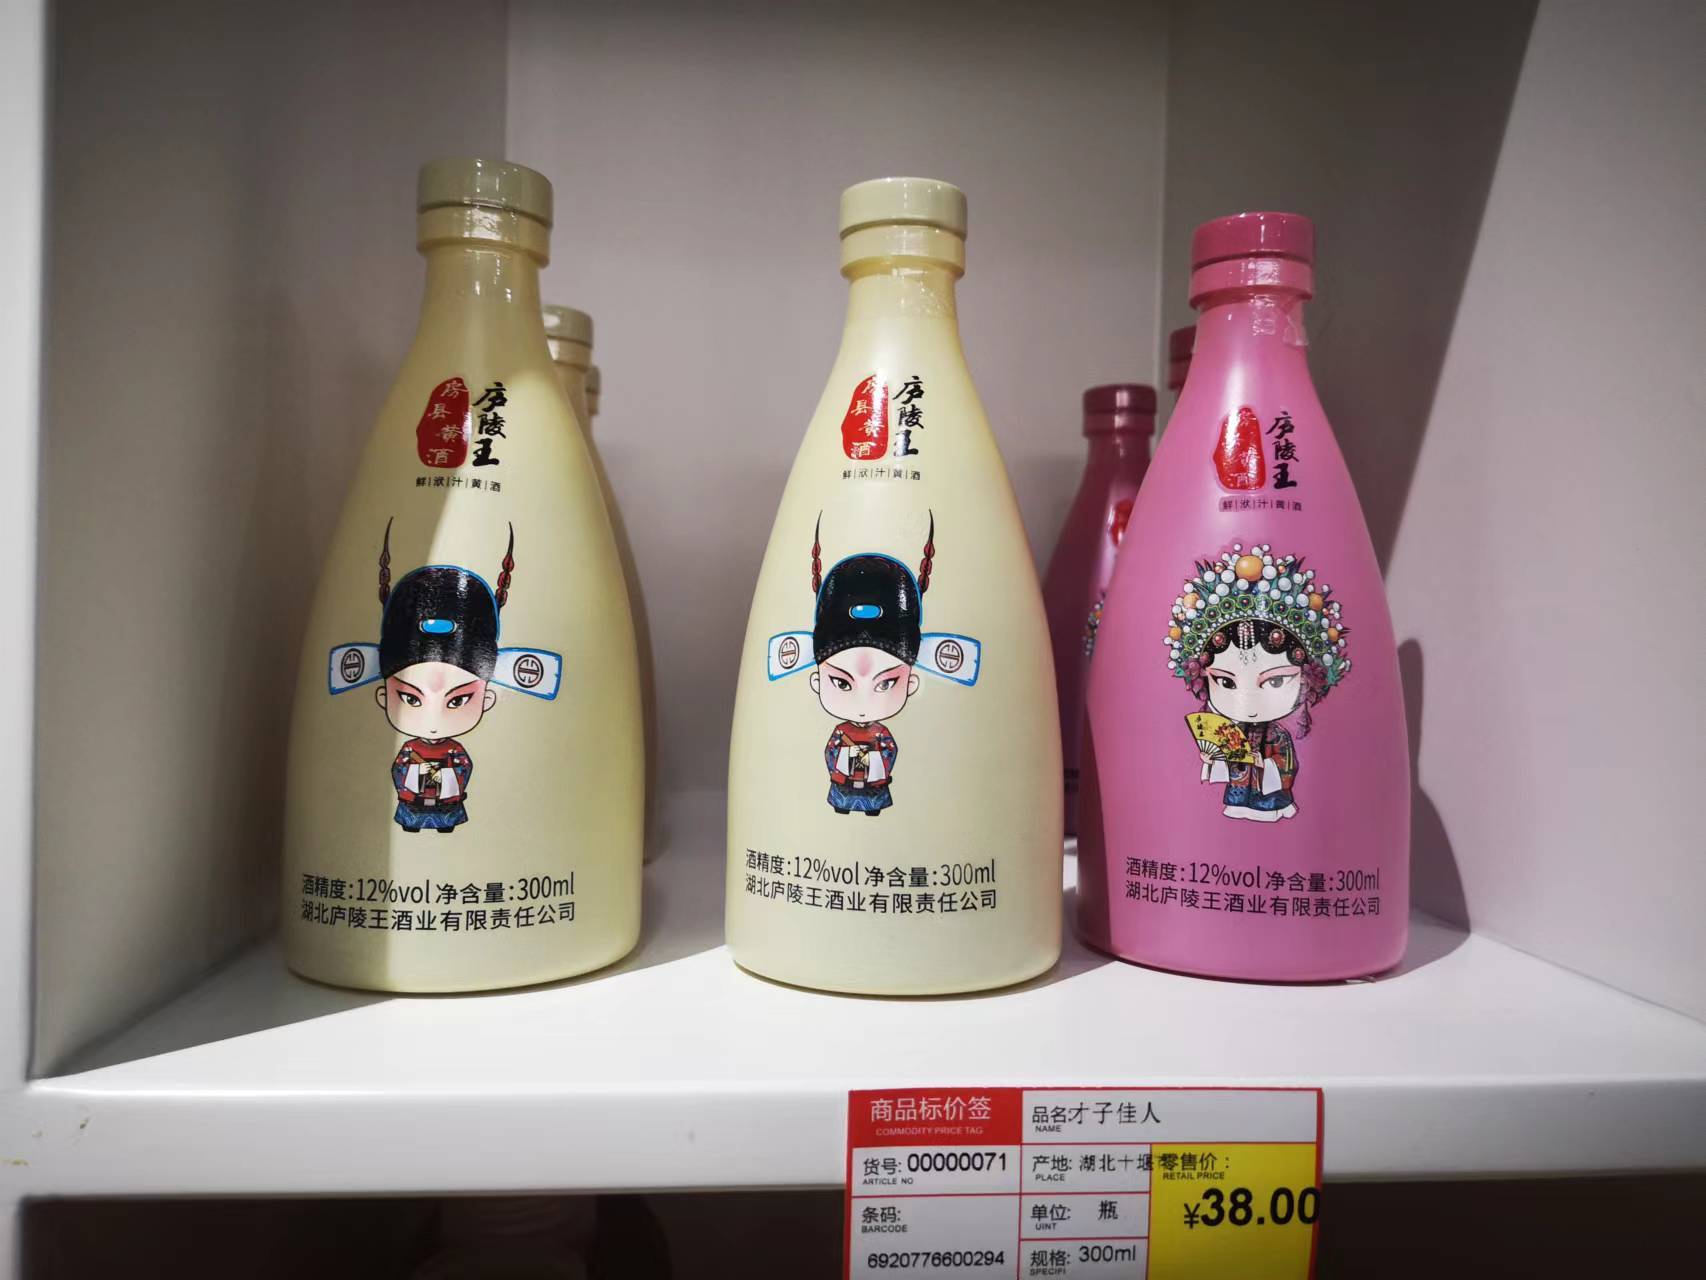 房县黄酒
庐陵王
鲜|洑|汁|黄|酒
酒精度:12%vol 净含量:300ml
湖北庐陵王酒业有限责任公司
房县黄酒
庐陵王
鲜|洑|汁|黄|酒
酒精度:12%vol 净含量:300ml
湖北庐陵王酒业有限责任公司
庐陵王
鲜|洑|汁|黄|酒
庐陵王
酒精度:12%vol 净含量:300ml
湖北庐陵王酒业有限责任公司
商品标价签
COMMODITY PRICE TAG
品名:才子佳人
NAME
货号: 00000071
ARTICLE NO
产地: 湖北十堰
PLACE
零售价:
RETAIL PRICE
¥38.00
条码:
BARCODE
6920776600294
单位: 瓶
UINT
规格: 300ml
SPECIFI